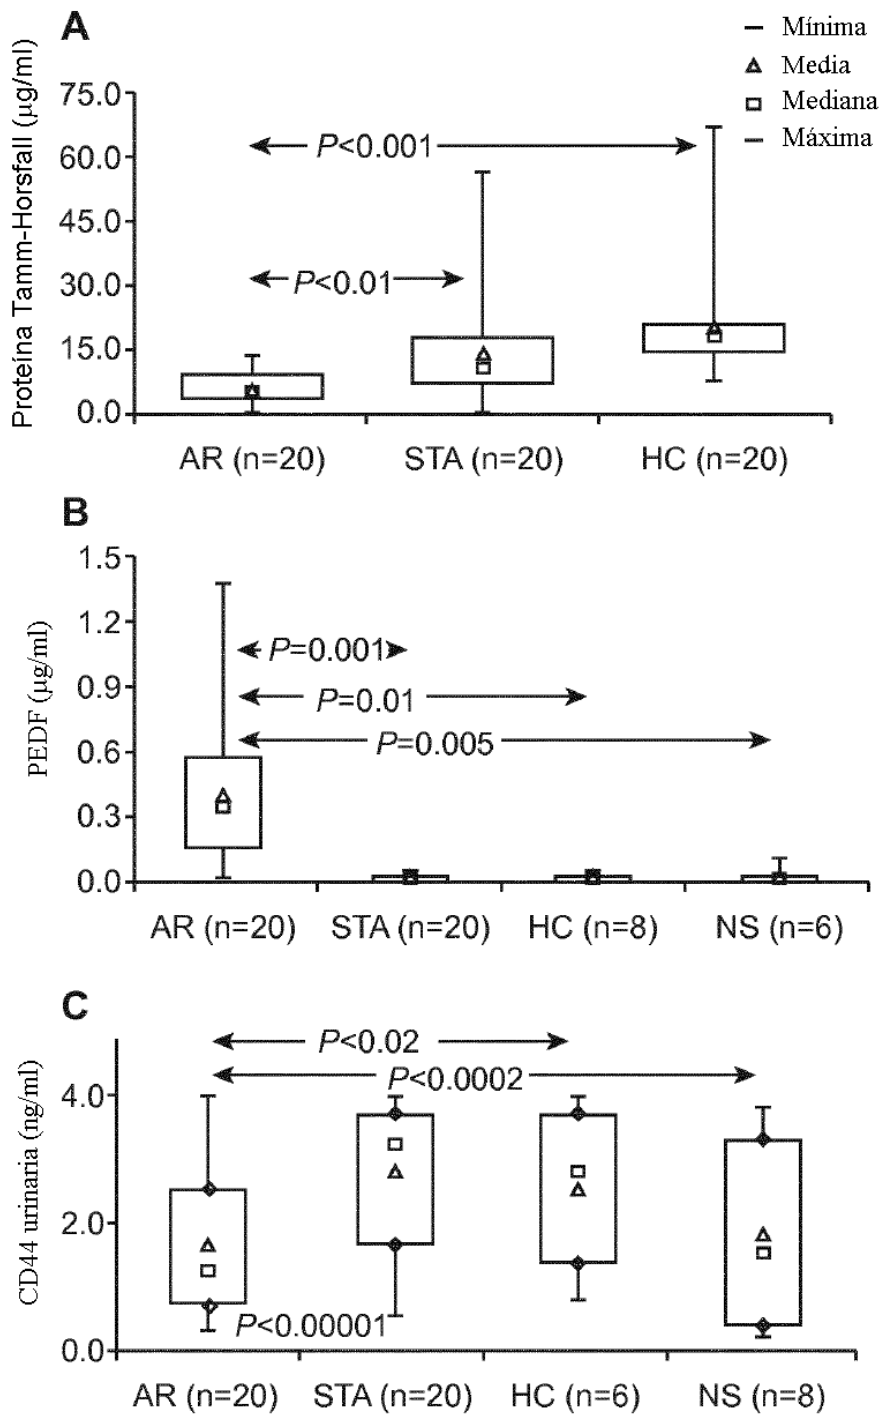 A
Mínima
Media
Mediana
Máxima
Proteína Tamm-Horsfall (µg/ml)
75.0
60.0
45.0
30.0
15.0
0.0
P<0.001
P<0.01
AR (n=20) STA (n=20) HC (n=20)
B
PEDF (µg/ml)
1.5
1.2
0.9
0.6
0.3
0.0
P=0.001
P=0.01
P=0.005
AR (n=20) STA (n=20) HC (n=8) NS (n=6)
C
CD44 urinaria (ng/ml)
4.0
2.0
0.0
P<0.02
P<0.0002
P<0.00001
AR (n=20) STA (n=20) HC (n=6) NS (n=8)